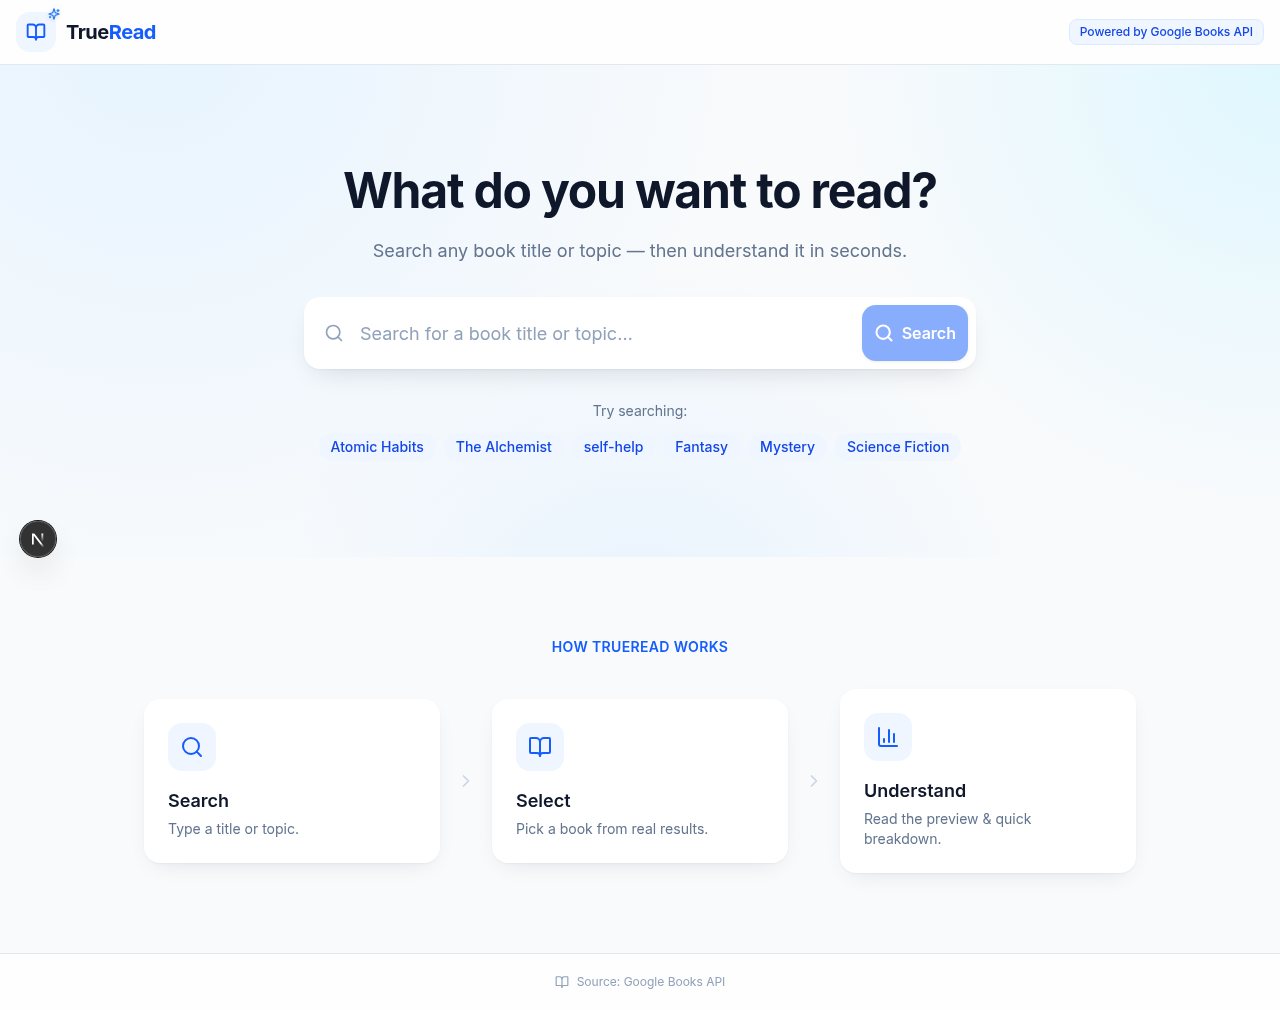 TrueRead
Powered by Google Books API
What do you want to read?
Search any book title or topic — then understand it in seconds.
Search for a book title or topic...
Search
Try searching:
Atomic Habits
The Alchemist
self-help
Fantasy
Mystery
Science Fiction
N
HOW TRUEREAD WORKS
Search
Type a title or topic.
Select
Pick a book from real results.
Understand
Read the preview & quick
breakdown.
Source: Google Books API